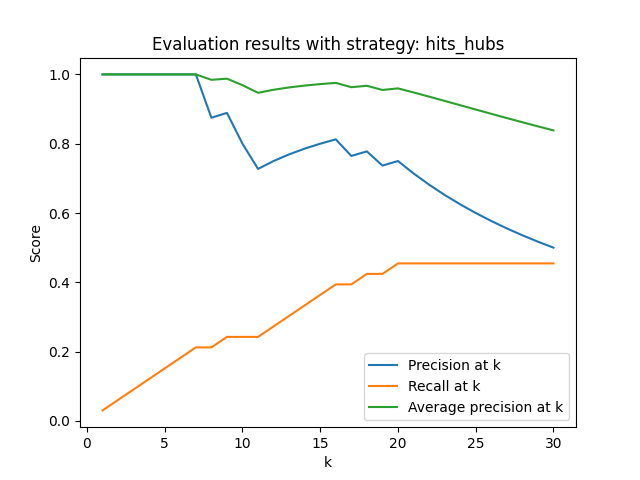 Evaluation results with strategy: hits_hubs
1.0
0.8
0.6
0.4
0.2
0.0
Score
0
5
10
15
20
25
30
k
Precision at k
Recall at k
Average precision at k